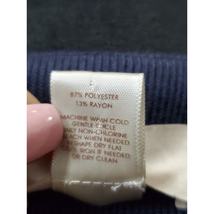 87% POLYESTER
13% RAYON
MACHINE WASH COLD
GENTLE CYCLE
ONLY NON-CHLORINE
BLEACH WHEN NEEDED
RESHAPE DRY FLAT
IRON IF NEEDED
OR DRY CLEAN